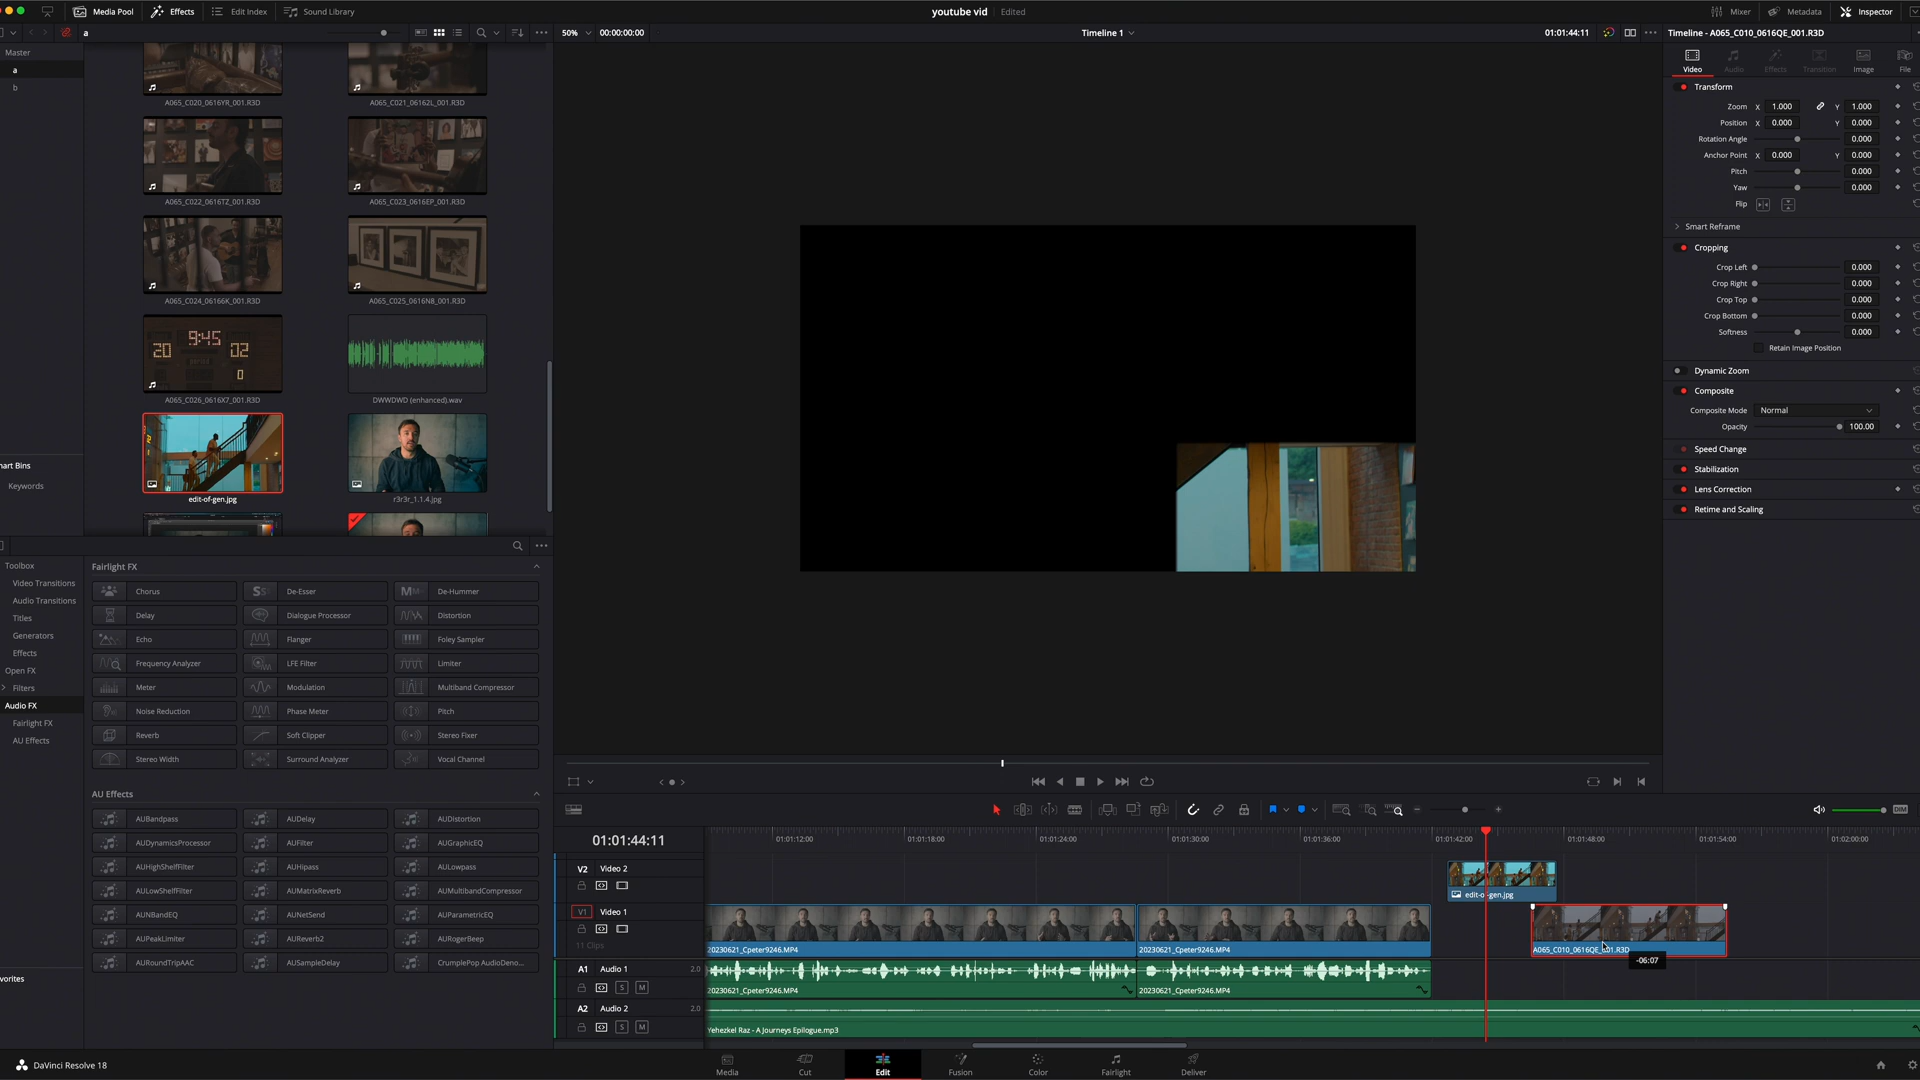 Media Pool
Effects
Edit Index
Sound Library
youtube vid
Edited
Mixer
Metadata
Inspector
a
50%
00:00:00:00
Timeline 1
01:01:44:11
Timeline - A065_C010_0616QE_001.R3D
Master
a
b
A065_C020_0616YR_001.R3D
A065_C021_06162L_001.R3D
A065_C022_0616TZ_001.R3D
A065_C023_0616EP_001.R3D
A065_C024_06166K_001.R3D
A065_C025_0616N8_001.R3D
9:45
20
02
0
A065_C026_0616X7_001.R3D
DWWDWD (enhanced).wav
edit-of-gen.jpg
r3r3r_1.1.4.jpg
mart Bins
Keywords
Video
Audio
Effects
Transition
Image
File
Transform
Zoom X 1.000 Y 1.000
Position X 0.000 Y 0.000
Rotation Angle 0.000
Anchor Point X 0.000 Y 0.000
Pitch 0.000
Yaw 0.000
Flip
Smart Reframe
Cropping
Crop Left 0.000
Crop Right 0.000
Crop Top 0.000
Crop Bottom 0.000
Softness 0.000
Retain Image Position
Dynamic Zoom
Composite
Composite Mode Normal
Opacity 100.00
Speed Change
Stabilization
Lens Correction
Retime and Scaling
Toolbox
Video Transitions
Audio Transitions
Titles
Generators
Effects
Open FX
Filters
Audio FX
Fairlight FX
AU Effects
avorites
Fairlight FX
Chorus
De-Esser
De-Hummer
Delay
Dialogue Processor
Distortion
Echo
Flanger
Foley Sampler
Frequency Analyzer
LFE Filter
Limiter
Meter
Modulation
Multiband Compressor
Noise Reduction
Phase Meter
Pitch
Reverb
Soft Clipper
Stereo Fixer
Stereo Width
Surround Analyzer
Vocal Channel
AU Effects
AUBandpass
AUDelay
AUDistortion
AUDynamicsProcessor
AUFilter
AUGraphicEQ
AUHighShelfFilter
AUHipass
AULowpass
AULowShelfFilter
AUMatrixReverb
AUMultibandCompressor
AUNBandEQ
AUNetSend
AUParametricEQ
AUPeakLimiter
AUReverb2
AURogerBeep
AURoundTripAAC
AUSampleDelay
CrumplePop AudioDeno...
DIM
01:01:44:11
01:01:12:00
01:01:18:00
01:01:24:00
01:01:30:00
01:01:36:00
01:01:42:00
01:01:48:00
01:01:54:00
01:02:00:00
V2 Video 2
edit-of-gen.jpg
V1 Video 1
11 Clips
20230621_Cpeter9246.MP4
20230621_Cpeter9246.MP4
A065_C010_0616QE_001.R3D
-06:07
A1 Audio 1 2.0
S M
20230621_Cpeter9246.MP4
20230621_Cpeter9246.MP4
A2 Audio 2 2.0
S M
Yehezkel Raz - A Journeys Epilogue.mp3
DaVinci Resolve 18
Media
Cut
Edit
Fusion
Color
Fairlight
Deliver